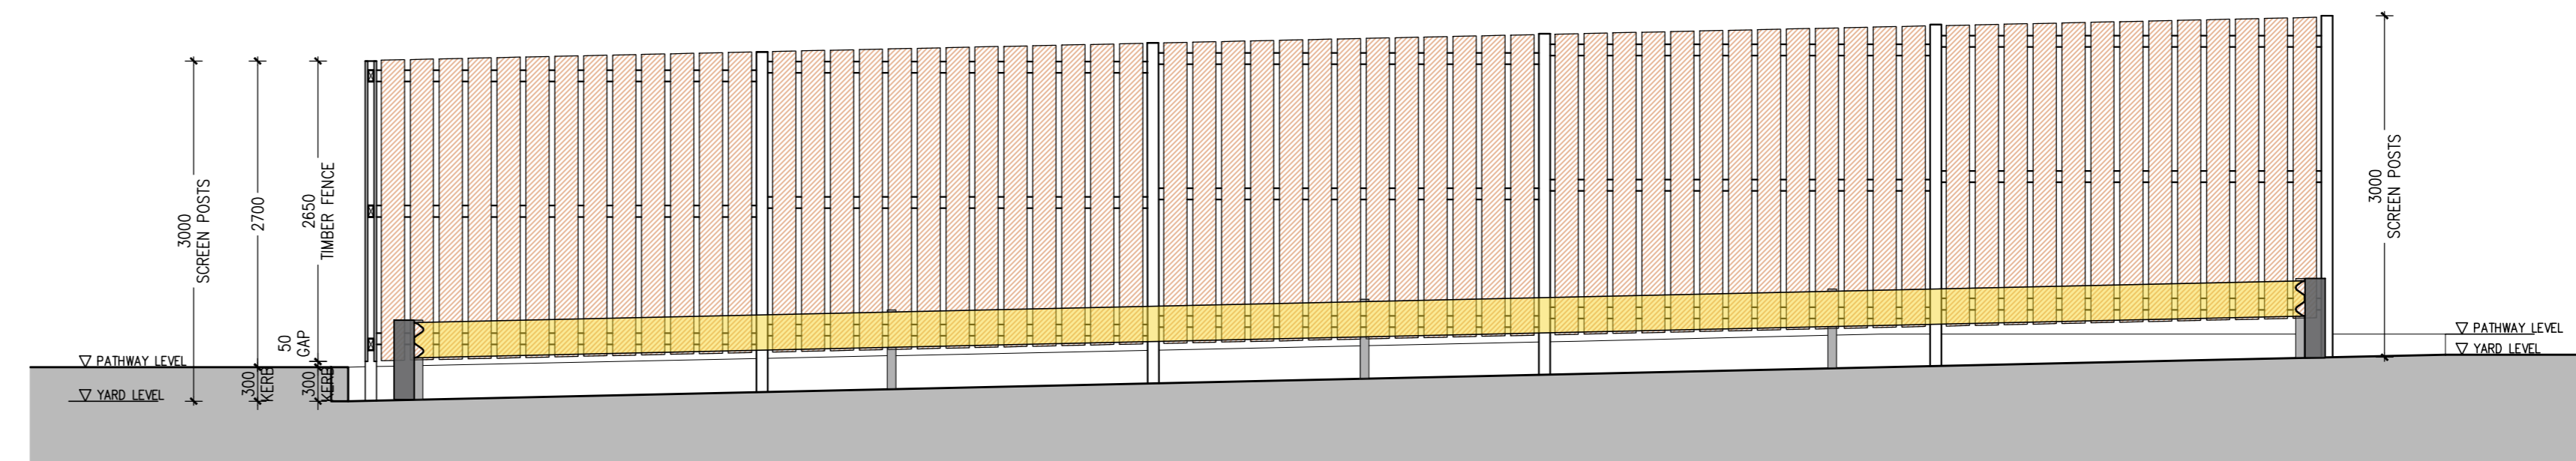 3000
SCREEN POSTS
2700
2650
TIMBER FENCE
50
GAP
300
KERB
300
KERB
▽ PATHWAY LEVEL
▽ YARD LEVEL
3000
SCREEN POSTS
▽ PATHWAY LEVEL
▽ YARD LEVEL